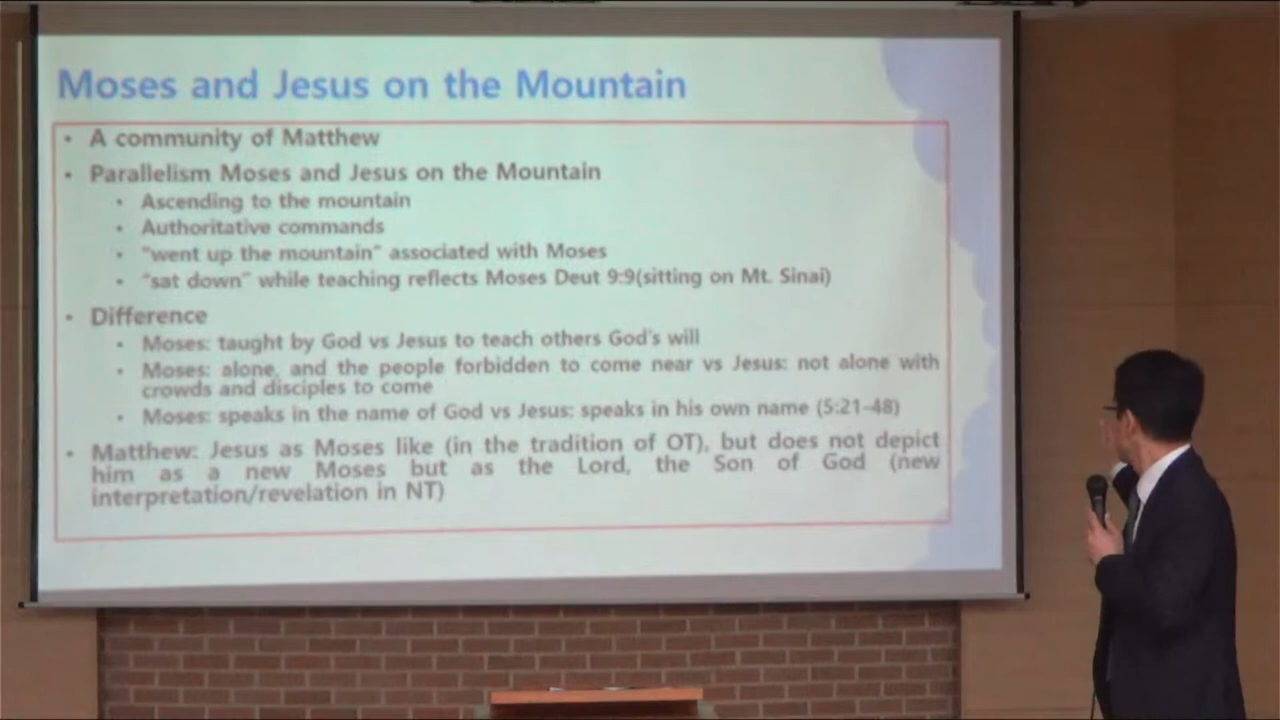 Moses and Jesus on the Mountain
• A community of Matthew
• Parallelism Moses and Jesus on the Mountain
• Ascending to the mountain
• Authoritative commands
• "went up the mountain" associated with Moses
• "sat down" while teaching reflects Moses Deut 9:9(sitting on Mt. Sinai)
• Difference
• Moses: taught by God vs Jesus to teach others God's will
• Moses: alone, and the people forbidden to come near vs Jesus: not alone with
crowds and disciples to come
• Moses: speaks in the name of God vs Jesus: speaks in his own name (5:21-48)
• Matthew: Jesus as Moses like (in the tradition of OT), but does not depict
him as a new Moses but as the Lord, the Son of God (new
interpretation/revelation in NT)